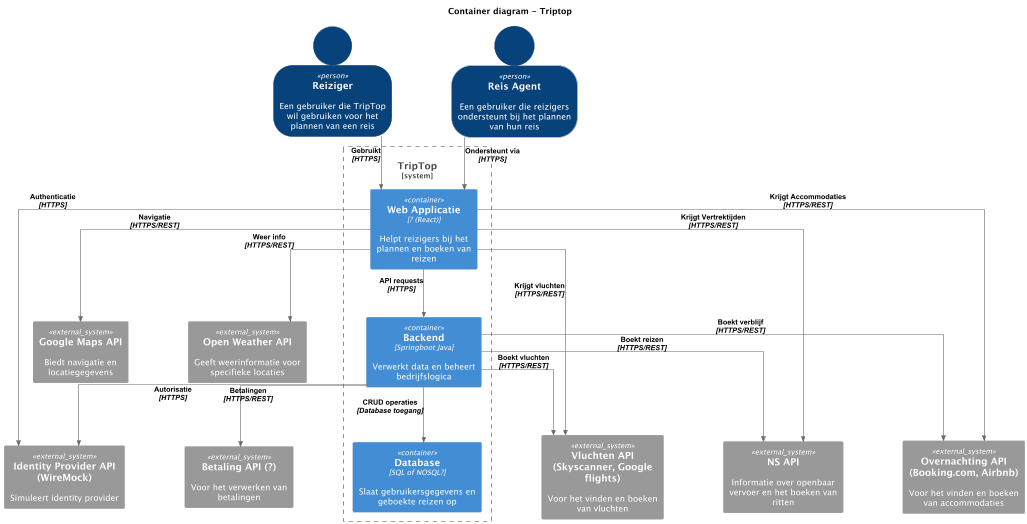 Container diagram - Triptop
«person»
Reiziger
Een gebruiker die TripTop
wil gebruiken voor het
plannen van een reis
«person»
Reis Agent
Een gebruiker die reizigers
ondersteunt bij het plannen
van hun reis
Gebruikt
[HTTPS]
Ondersteunt via
[HTTPS]
TripTop
[system]
«container»
Web Applicatie
[? (React)]
Helpt reizigers bij het
plannen en boeken van
reizen
Authenticatie
[HTTPS]
Navigatie
[HTTPS/REST]
Weer info
[HTTPS/REST]
Krijgt Accommodaties
[HTTPS/REST]
Krijgt Vertrektijden
[HTTPS/REST]
API requests
[HTTPS]
Krijgt vluchten
[HTTPS/REST]
«external_system»
Google Maps API
Biedt navigatie en
locatiegegevens
«external_system»
Open Weather API
Geeft weerinformatie voor
specifieke locaties
«container»
Backend
[Springboot Java]
Verwerkt data en beheert
bedrijfslogica
Boekt verblijf
[HTTPS/REST]
Boekt reizen
[HTTPS/REST]
Boekt vluchten
[HTTPS/REST]
Autorisatie
[HTTPS]
Betalingen
[HTTPS/REST]
CRUD operaties
[Database toegang]
«external_system»
Identity Provider API
(WireMock)
Simuleert identity provider
«external_system»
Betaling API (?)
Voor het verwerken van
betalingen
«container»
Database
[SQL of NOSQL?]
Slaat gebruikersgegevens en
geboekte reizen op
«external_system»
Vluchten API
(Skyscanner, Google
flights)
Voor het vinden en boeken
van vluchten
«external_system»
NS API
Informatie over openbaar
vervoer en het boeken van
ritten
«external_system»
Overnachting API
(Booking.com, Airbnb)
Voor het vinden en boeken
van accommodaties